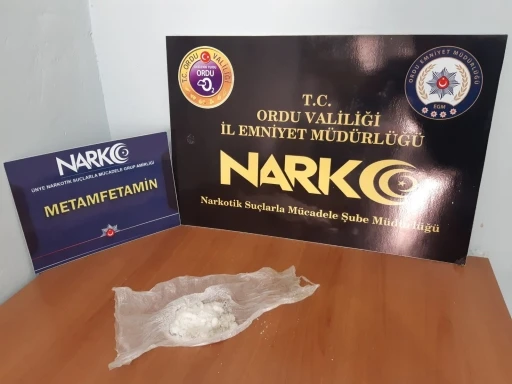 T.C. ORDU VALİLİĞİ
ORDU
ORDU EMNİYET MÜDÜRLÜĞÜ
EGM
T.C.
ORDU VALİLİĞİ
İL EMNİYET MÜDÜRLÜĞÜ
NARKO
Narkotik Suçlarla Mücadele Şube Müdürlüğü
NARKO
ÜNYE NARKOTİK SUÇLARLA MÜCADELE GRUP AMİRLİĞİ
METAMFETAMİN